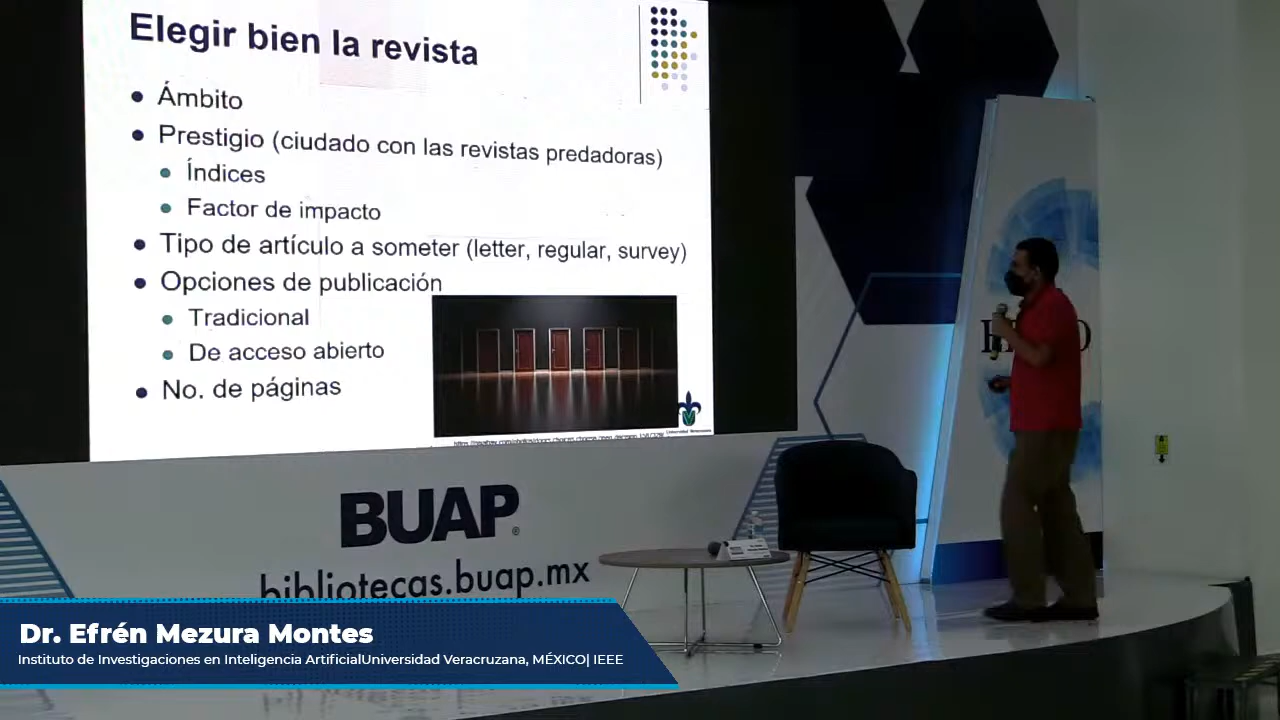 Elegir bien la revista
Ámbito
Prestigio (ciudado con las revistas predadoras)
Índices
Factor de impacto
Tipo de artículo a someter (letter, regular, survey)
Opciones de publicación
Tradicional
De acceso abierto
No. de páginas
Universidad Veracruzana
BUAP®
bibliotecas.buap.mx
Dr. Efrén Mezura Montes
Instituto de Investigaciones en Inteligencia ArtificialUniversidad Veracruzana, MÉXICO| IEEE